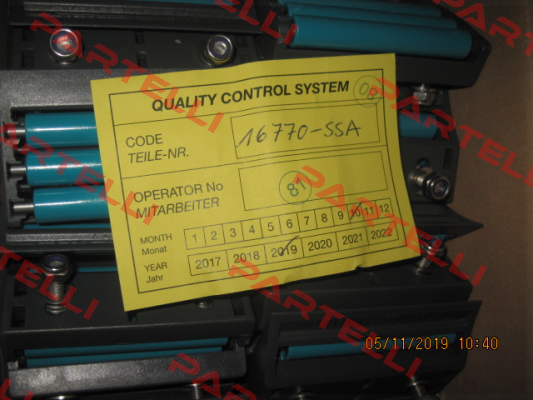 QUALITY CONTROL SYSTEM
08
CODE
TEILE-NR.
16770-SSA
OPERATOR No
MITARBEITER
81
MONTH
Monat
1 2 3 4 5 6 7 8 9 10 11 12
YEAR
Jahr
2017 2018 2019 2020 2021 2022
05/11/2019 10:40
PARTELLI
PARTELLI
PARTELLI
PARTELLI
PARTELLI
PARTELLI